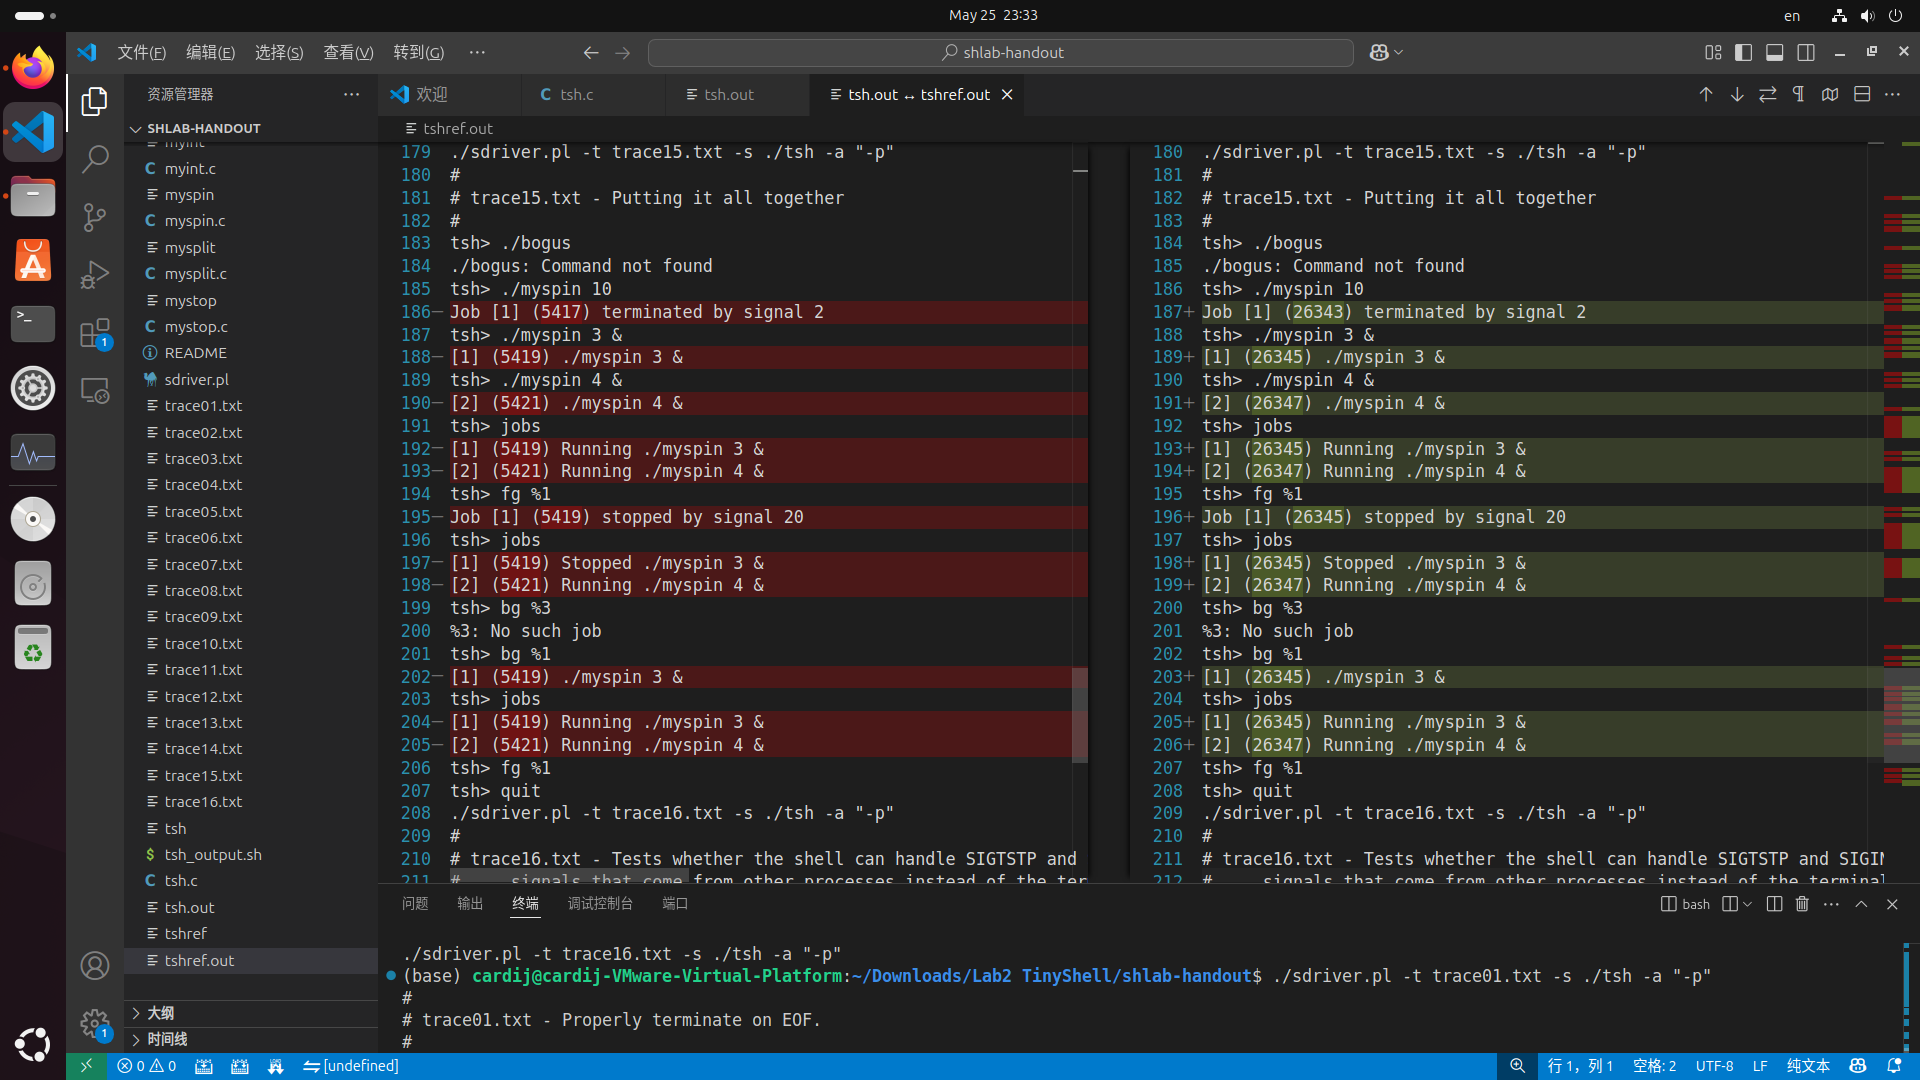 May 25 23:33
en
文件(F)
编辑(E)
选择(S)
查看(V)
转到(G)
shlab-handout
资源管理器
欢迎
tsh.c
tsh.out
tsh.out ↔ tshref.out
SHLAB-HANDOUT
tshref.out
myint
myint.c
myspin
myspin.c
mysplit
mysplit.c
mystop
mystop.c
README
sdriver.pl
trace01.txt
trace02.txt
trace03.txt
trace04.txt
trace05.txt
trace06.txt
trace07.txt
trace08.txt
trace09.txt
trace10.txt
trace11.txt
trace12.txt
trace13.txt
trace14.txt
trace15.txt
trace16.txt
tsh
tsh_output.sh
tsh.c
tsh.out
tshref
tshref.out
大纲
时间线
179 ./sdriver.pl -t trace15.txt -s ./tsh -a "-p"
180 #
181 # trace15.txt - Putting it all together
182 #
183 tsh> ./bogus
184 ./bogus: Command not found
185 tsh> ./myspin 10
186— Job [1] (5417) terminated by signal 2
187 tsh> ./myspin 3 &
188— [1] (5419) ./myspin 3 &
189 tsh> ./myspin 4 &
190— [2] (5421) ./myspin 4 &
191 tsh> jobs
192— [1] (5419) Running ./myspin 3 &
193— [2] (5421) Running ./myspin 4 &
194 tsh> fg %1
195— Job [1] (5419) stopped by signal 20
196 tsh> jobs
197— [1] (5419) Stopped ./myspin 3 &
198— [2] (5421) Running ./myspin 4 &
199 tsh> bg %3
200 %3: No such job
201 tsh> bg %1
202— [1] (5419) ./myspin 3 &
203 tsh> jobs
204— [1] (5419) Running ./myspin 3 &
205— [2] (5421) Running ./myspin 4 &
206 tsh> fg %1
207 tsh> quit
208 ./sdriver.pl -t trace16.txt -s ./tsh -a "-p"
209 #
210 # trace16.txt - Tests whether the shell can handle SIGTSTP and
211 # signals that come from other processes instead of the ter
180 ./sdriver.pl -t trace15.txt -s ./tsh -a "-p"
181 #
182 # trace15.txt - Putting it all together
183 #
184 tsh> ./bogus
185 ./bogus: Command not found
186 tsh> ./myspin 10
187+ Job [1] (26343) terminated by signal 2
188 tsh> ./myspin 3 &
189+ [1] (26345) ./myspin 3 &
190 tsh> ./myspin 4 &
191+ [2] (26347) ./myspin 4 &
192 tsh> jobs
193+ [1] (26345) Running ./myspin 3 &
194+ [2] (26347) Running ./myspin 4 &
195 tsh> fg %1
196+ Job [1] (26345) stopped by signal 20
197 tsh> jobs
198+ [1] (26345) Stopped ./myspin 3 &
199+ [2] (26347) Running ./myspin 4 &
200 tsh> bg %3
201 %3: No such job
202 tsh> bg %1
203+ [1] (26345) ./myspin 3 &
204 tsh> jobs
205+ [1] (26345) Running ./myspin 3 &
206+ [2] (26347) Running ./myspin 4 &
207 tsh> fg %1
208 tsh> quit
209 ./sdriver.pl -t trace16.txt -s ./tsh -a "-p"
210 #
211 # trace16.txt - Tests whether the shell can handle SIGTSTP and SIGIN
212 # signals that come from other processes instead of the terminal
问题
输出
终端
调试控制台
端口
bash
./sdriver.pl -t trace16.txt -s ./tsh -a "-p"
(base) cardij@cardij-VMware-Virtual-Platform:~/Downloads/Lab2 TinyShell/shlab-handout$ ./sdriver.pl -t trace01.txt -s ./tsh -a "-p"
#
# trace01.txt - Properly terminate on EOF.
#
1
1
0 0
[undefined]
行 1，列 1
空格: 2
UTF-8
LF
纯文本